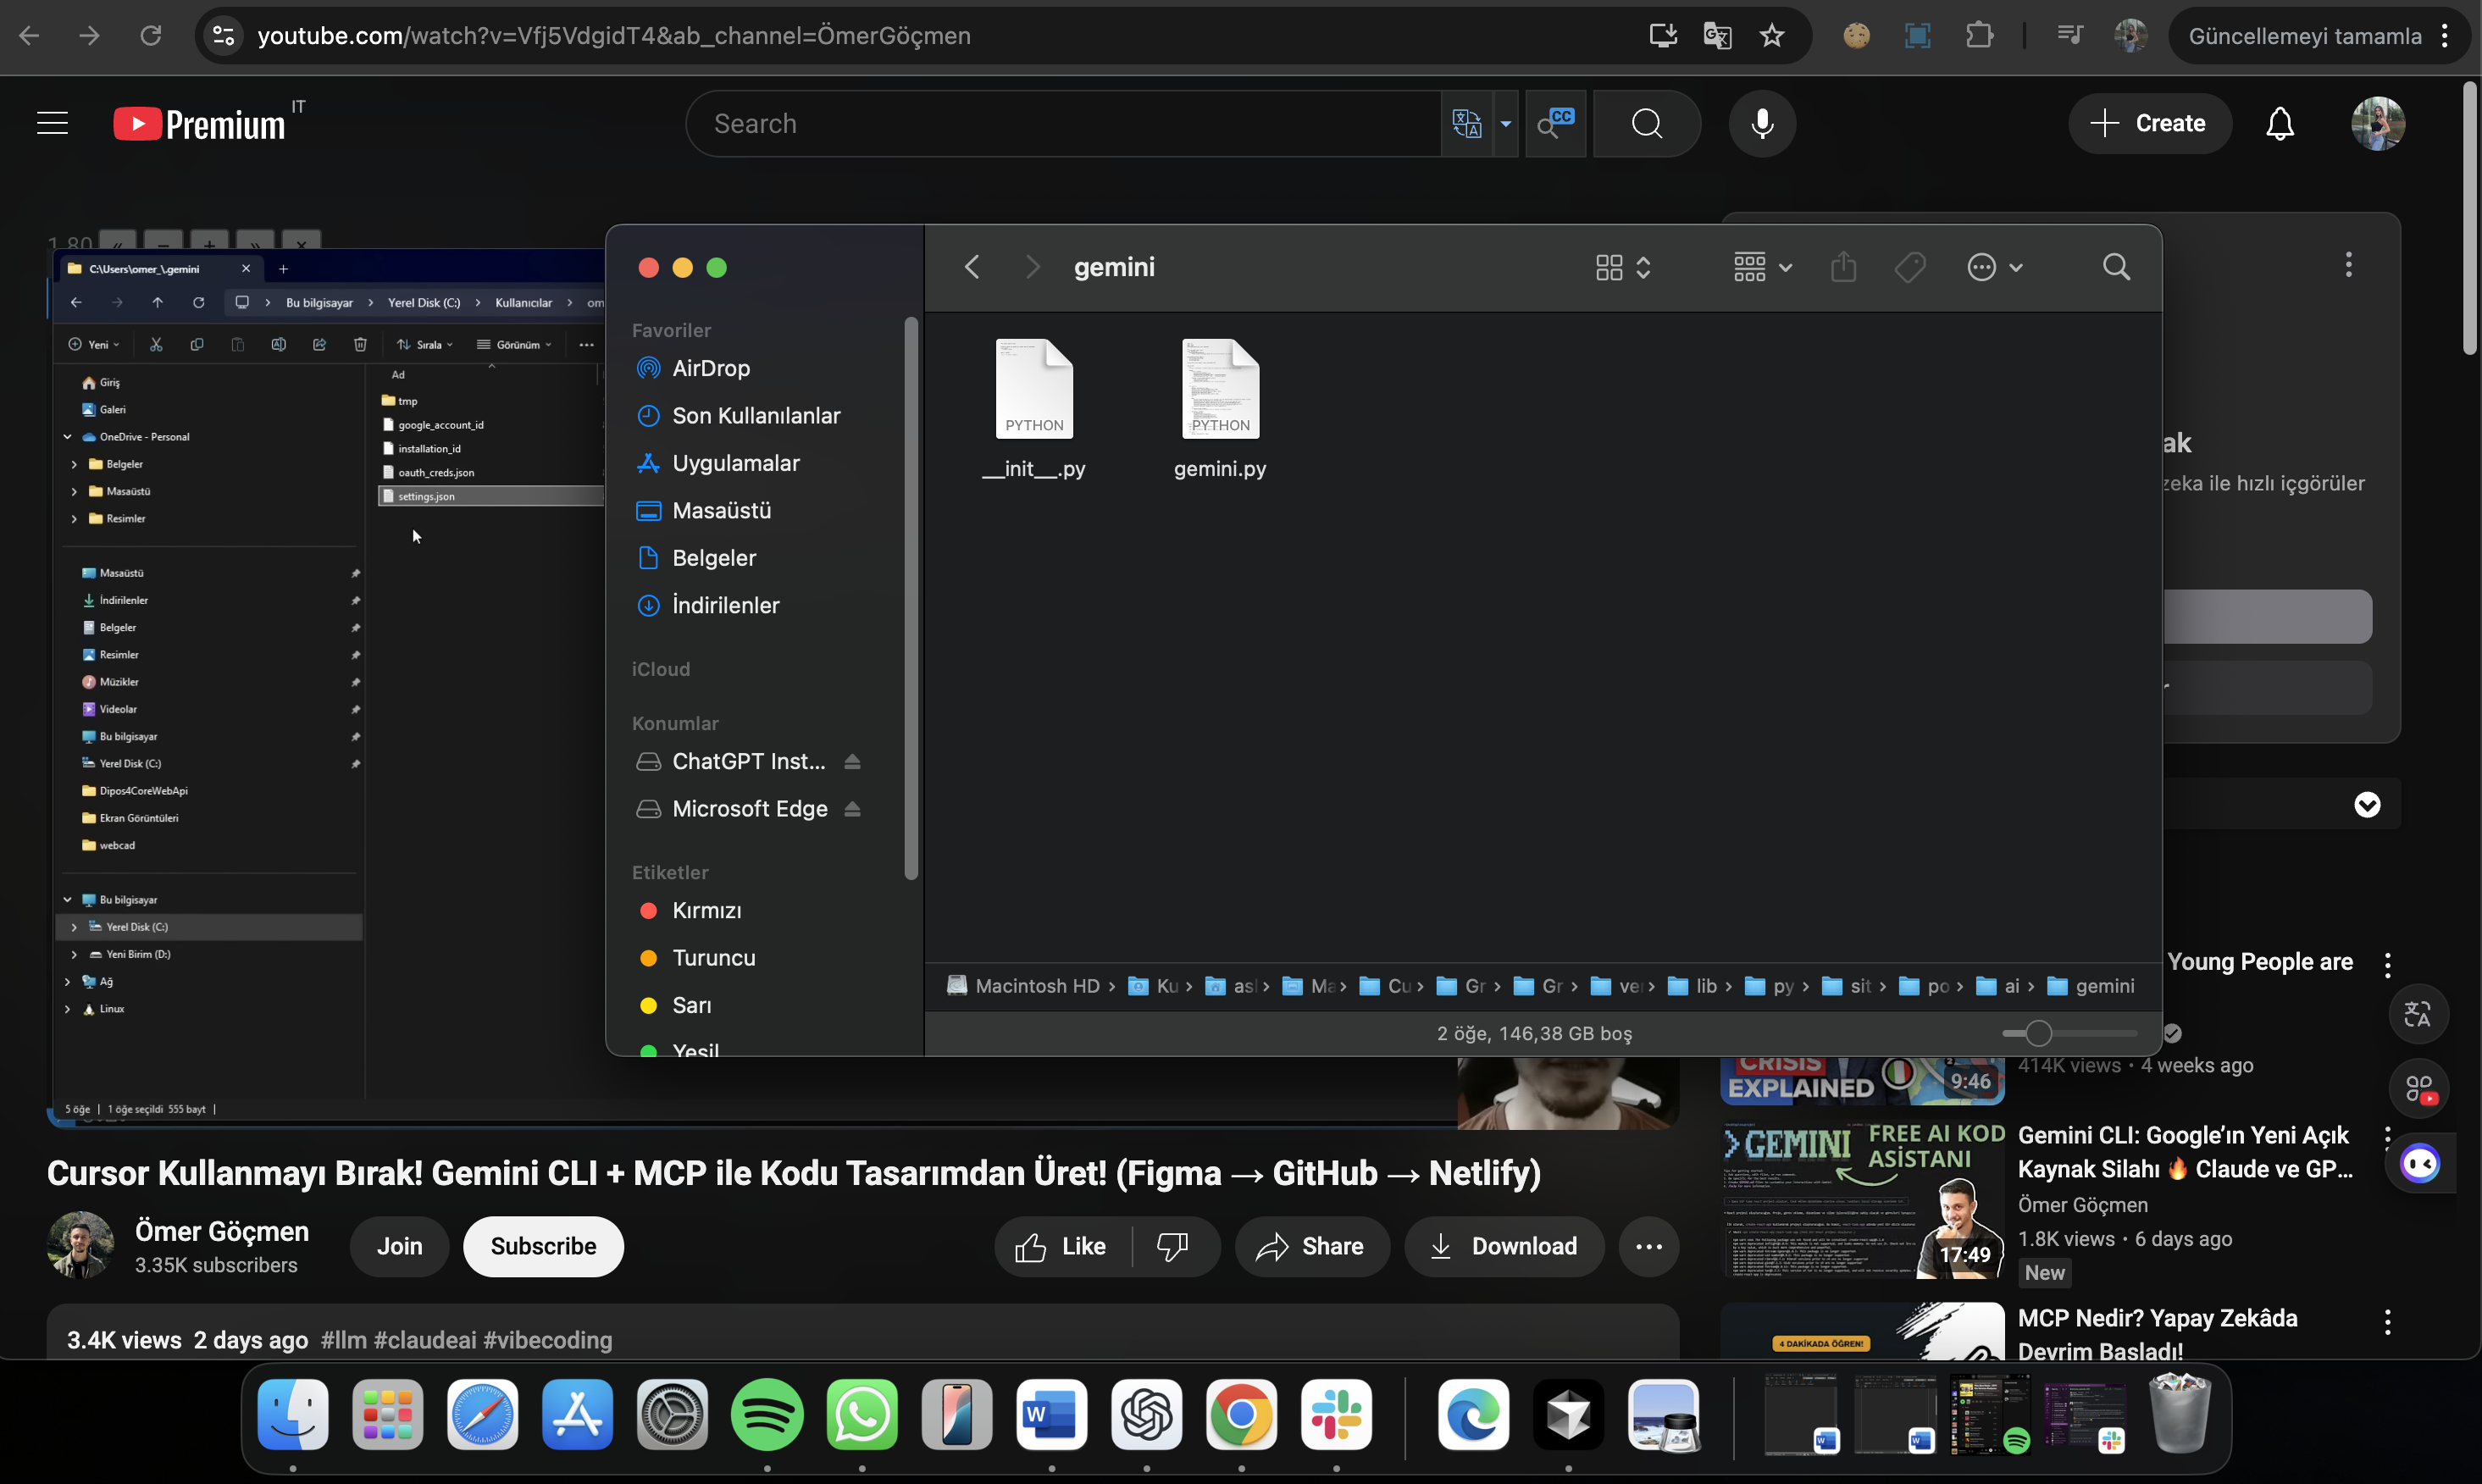 youtube.com/watch?v=Vfj5VdgidT4&ab_channel=ÖmerGöçmen
Güncellemeyi tamamla
Premium
IT
Search
CC
Create
1.80
C:\Users\omer_\.gemini
Bu bilgisayar
Yerel Disk (C:)
Kullanıcılar
om
Yeni
Sırala
Görünüm
Giriş
Galeri
OneDrive - Personal
Belgeler
Masaüstü
Resimler
Masaüstü
İndirilenler
Belgeler
Resimler
Müzikler
Videolar
Bu bilgisayar
Yerel Disk (C:)
Dipos4CoreWebApi
Ekran Görüntüleri
webcad
Bu bilgisayar
Yerel Disk (C:)
Yeni Birim (D:)
Ağ
Linux
Ad
tmp
google_account_id
installation_id
oauth_creds.json
settings.json
5 öğe | 1 öğe seçildi 555 bayt |
Favoriler
AirDrop
Son Kullanılanlar
Uygulamalar
Masaüstü
Belgeler
İndirilenler
iCloud
Konumlar
ChatGPT Inst...
Microsoft Edge
Etiketler
Kırmızı
Turuncu
Sarı
Yeşil
gemini
PYTHON
__init__.py
PYTHON
gemini.py
Macintosh HD › Ku › asl › Ma › Cu › Gr › Gr › ve › lib › py › sit › po › ai › gemini
2 öğe, 146,38 GB boş
ak
zeka ile hızlı içgörüler
Young People are
414K views • 4 weeks ago
CRISIS
EXPLAINED
9:46
Cursor Kullanmayı Bırak! Gemini CLI + MCP ile Kodu Tasarımdan Üret! (Figma → GitHub → Netlify)
Ömer Göçmen
3.35K subscribers
Join
Subscribe
Like
Share
Download
3.4K views 2 days ago #llm #claudeai #vibecoding
>GEMINI
FREE AI KOD
ASİSTANI
17:49
Gemini CLI: Google’ın Yeni Açık
Kaynak Silahı 🔥 Claude ve GP...
Ömer Göçmen
1.8K views • 6 days ago
New
4 DAKİKADA ÖĞREN!
MCP Nedir? Yapay Zekâda
Devrim Başladı!